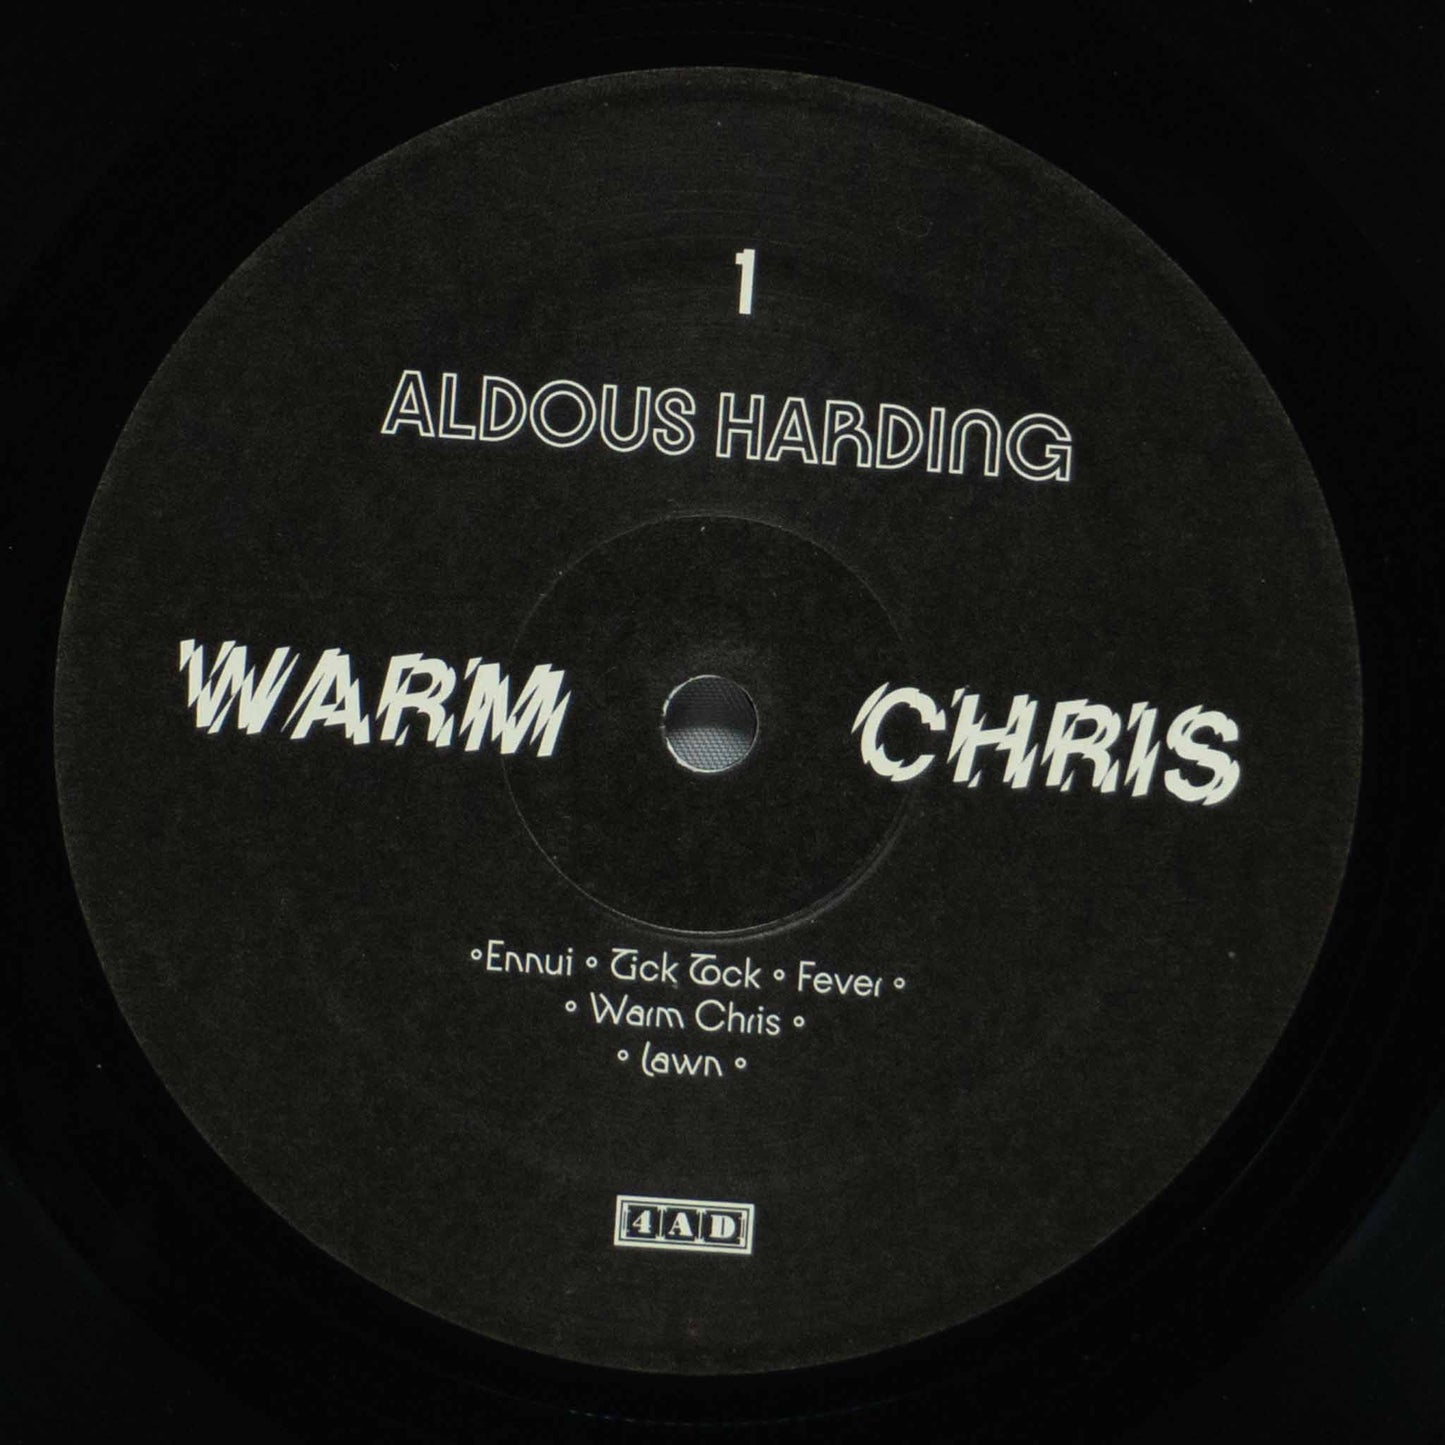 1
ALDOUS HARDING
WARM CHRIS
°Ennui ° Tick Tock ° Fever °
° Warm Chris °
° Lawn °
4AD